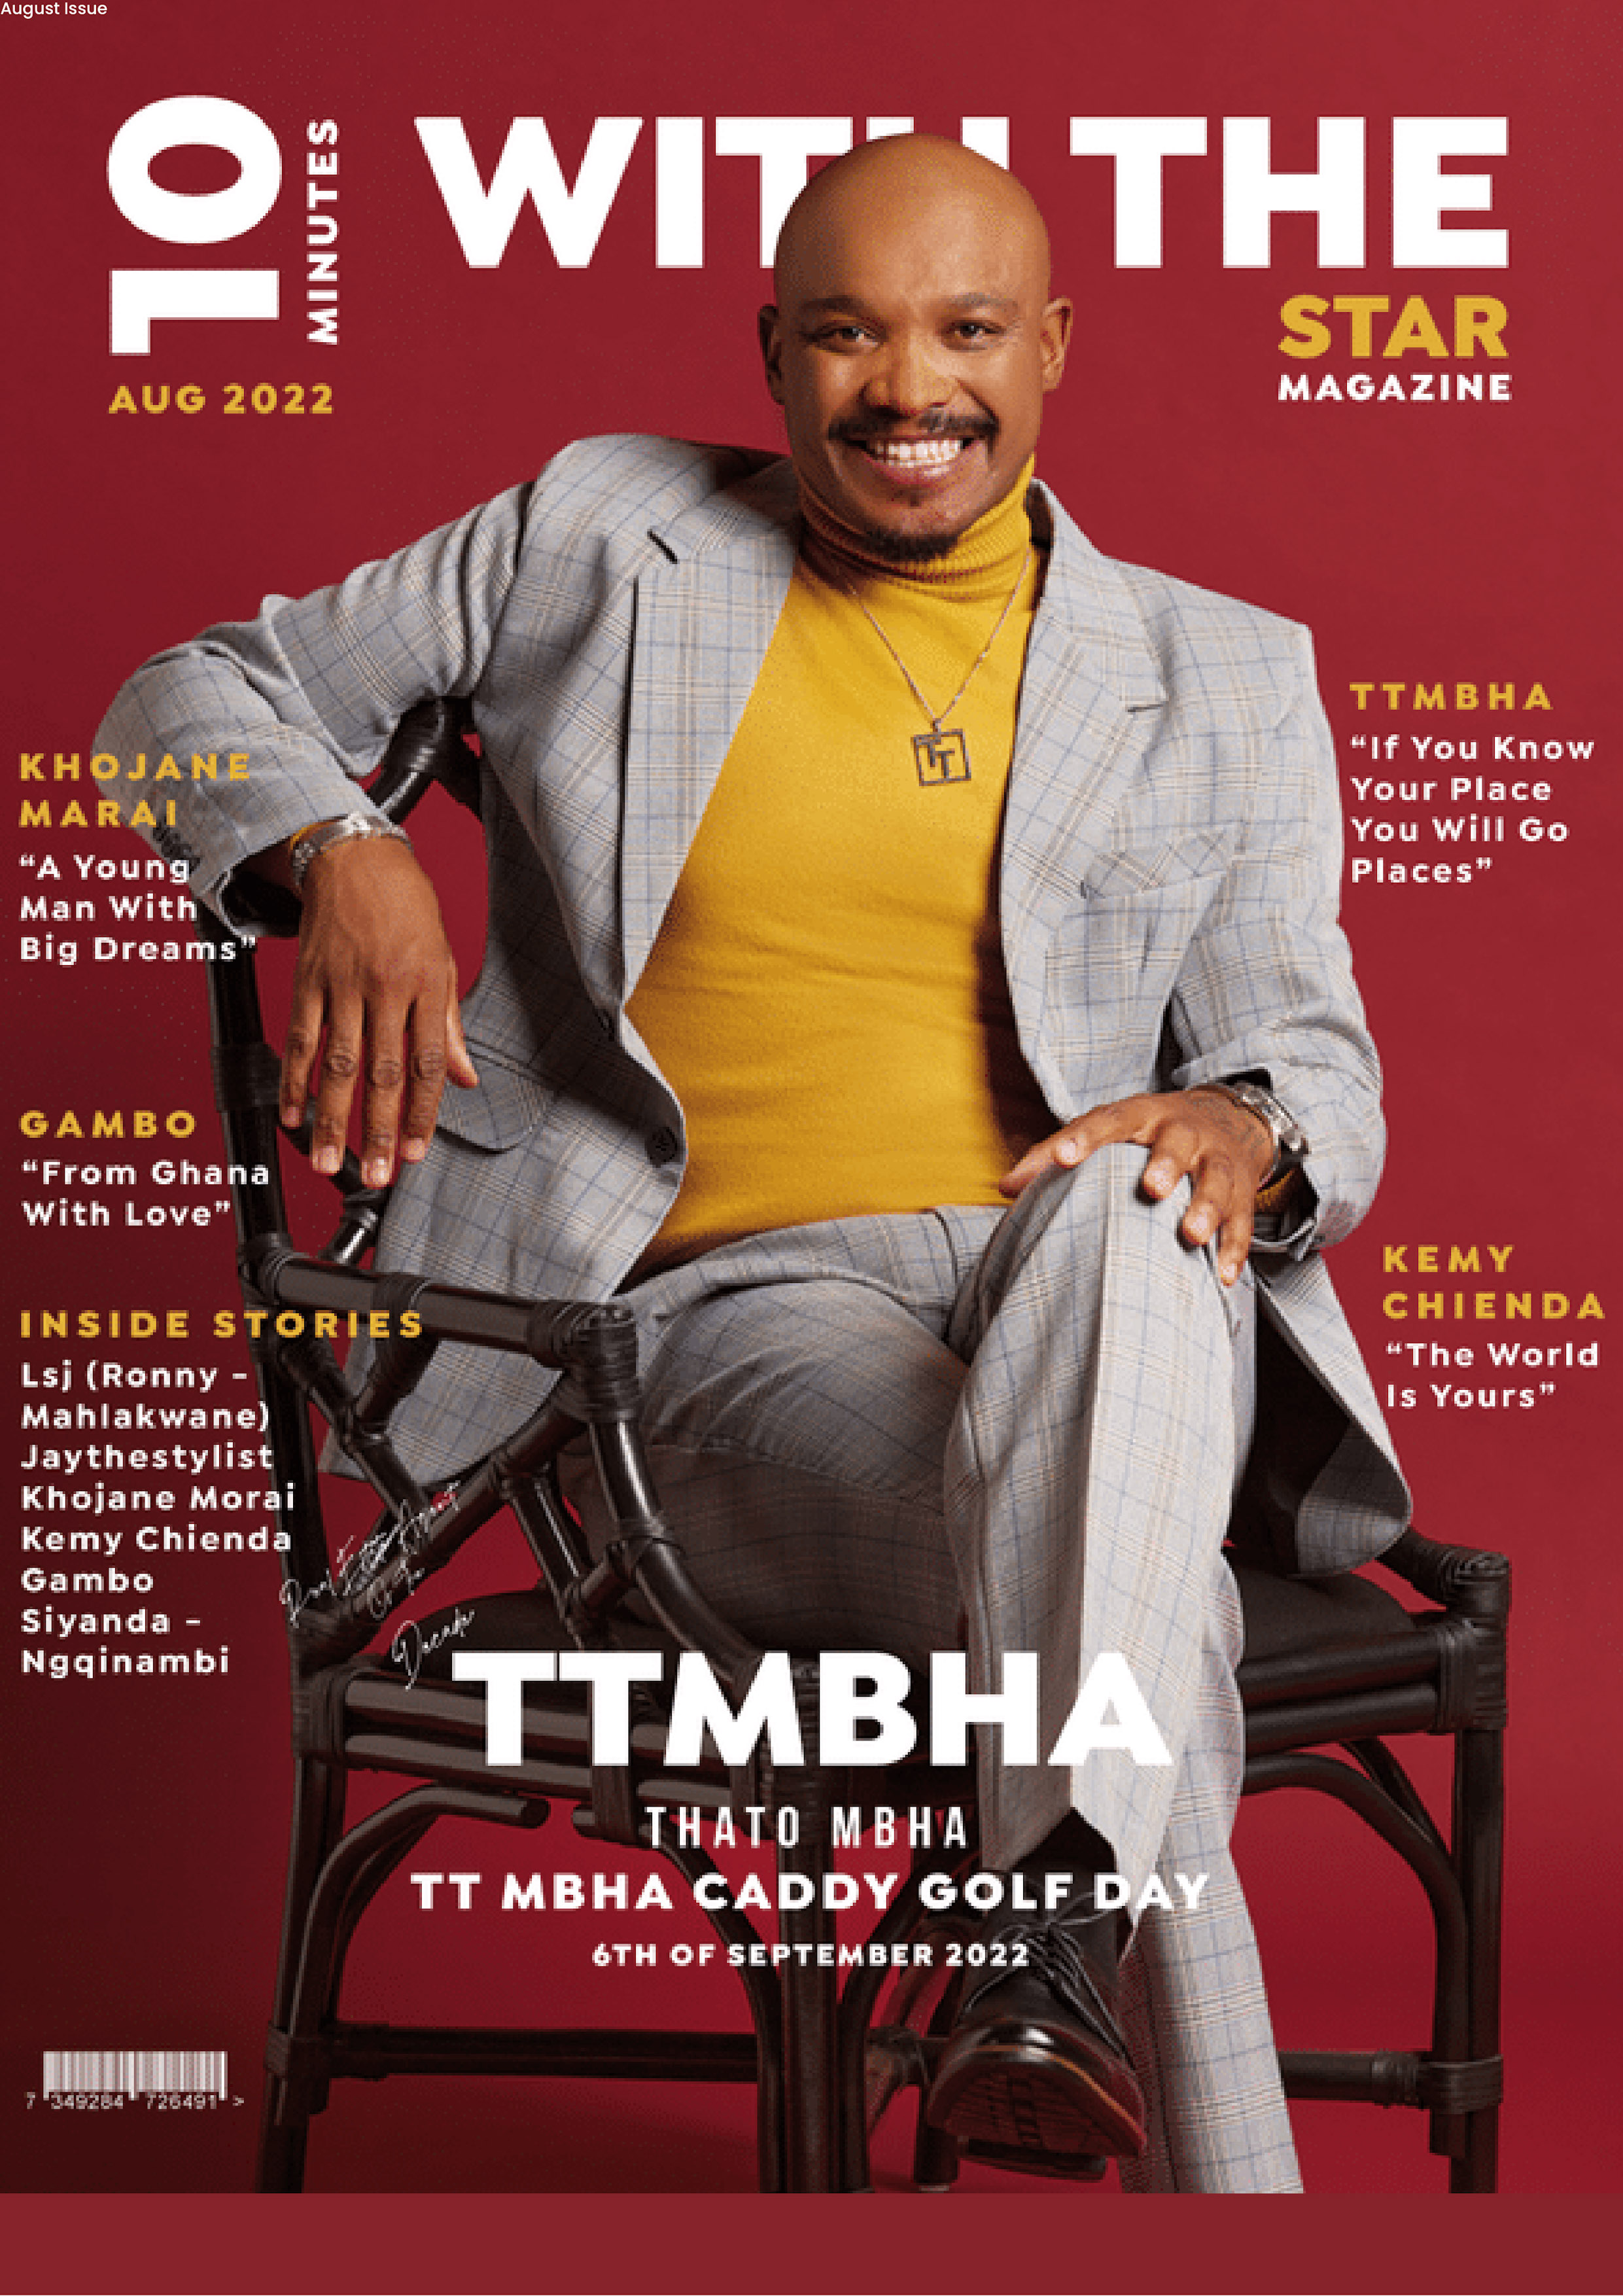 August Issue
10
MINUTES
WITH THE
STAR
MAGAZINE
AUG 2022
TTMBHA
“If You Know
Your Place
You Will Go
Places”
KHOJANE
MARAI
“A Young
Man With
Big Dreams”
GAMBO
“From Ghana
With Love”
KEMY
CHIENDA
“The World
Is Yours”
INSIDE STORIES
Lsj (Ronny -
Mahlakwane)
Jaythestylist
Khojane Morai
Kemy Chienda
Gambo
Siyanda -
Ngqinambi
Decade
TTMBHA
THATO MBHA
TT MBHA CADDY GOLF DAY
6TH OF SEPTEMBER 2022
7 349284 726491 >